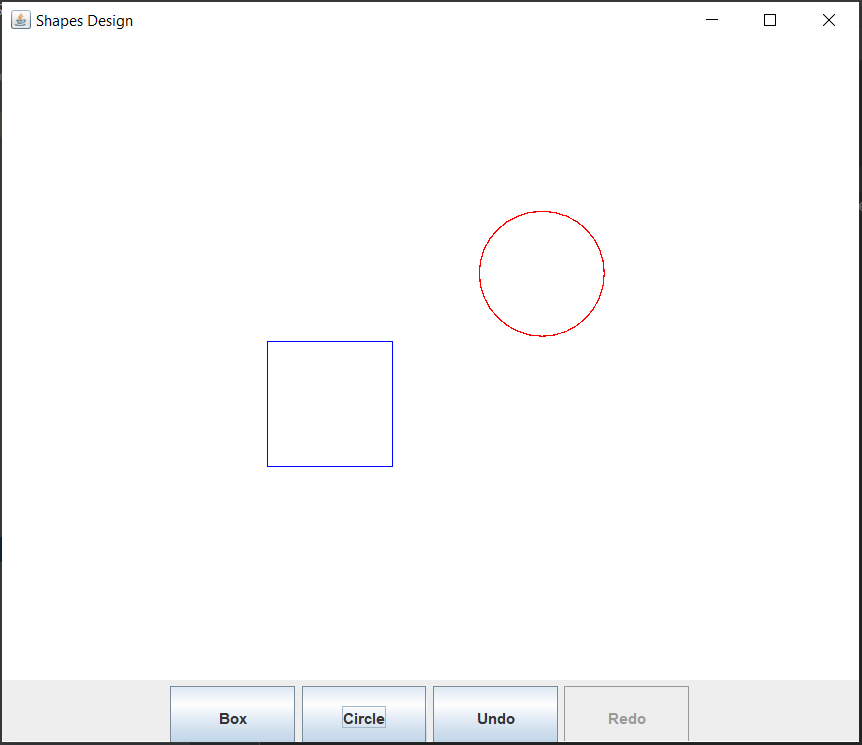 Shapes Design
Box
Circle
Undo
Redo